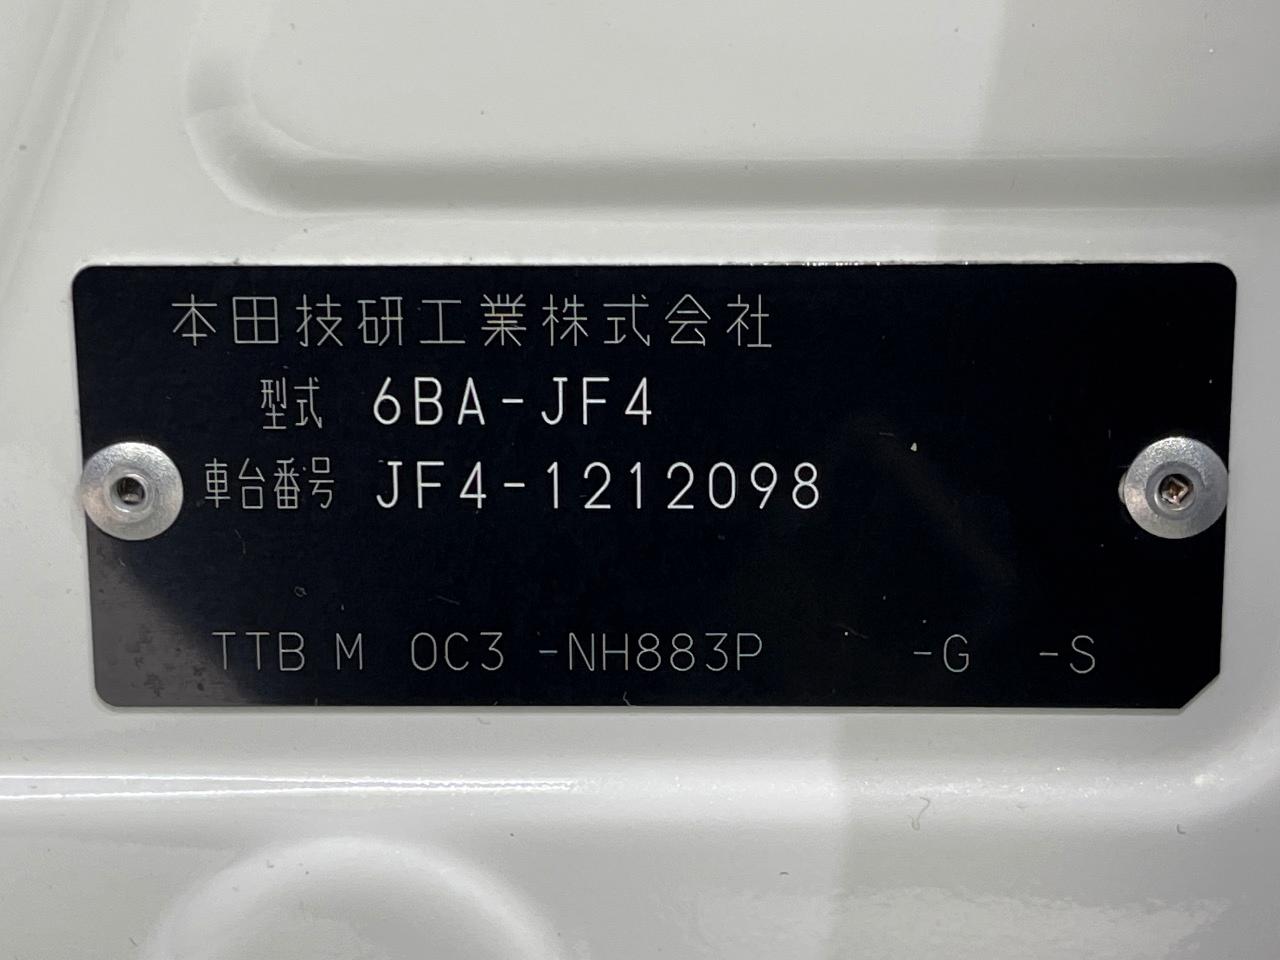 本田技研工業株式会社
型式 6BA-JF4
車台番号 JF4-1212098
TTB M 0C3 -NH883P -G -S